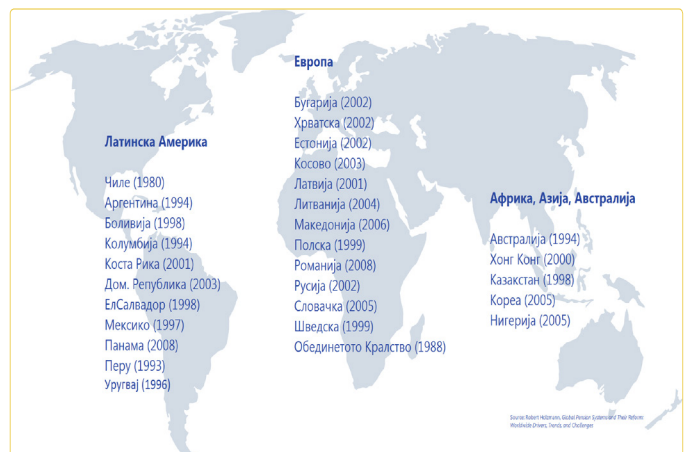 Латинска Америка
Чиле (1980)
Аргентина (1994)
Боливија (1998)
Колумбија (1994)
Коста Рика (2001)
Дом. Република (2003)
ЕлСалвадор (1998)
Мексико (1997)
Панама (2008)
Перу (1993)
Уругвај (1996)
Европа
Бугарија (2002)
Хрватска (2002)
Естонија (2002)
Косово (2003)
Латвија (2001)
Литванија (2004)
Македонија (2006)
Полска (1999)
Романија (2008)
Русија (2002)
Словачка (2005)
Шведска (1999)
Обединетото Кралство (1988)
Африка, Азија, Австралија
Австралија (1994)
Хонг Конг (2000)
Казакстан (1998)
Кореа (2005)
Нигерија (2005)
Source: Robert Holzmann, Global Pension Systems and Their Reform:
Worldwide Drivers, Trends, and Challenges